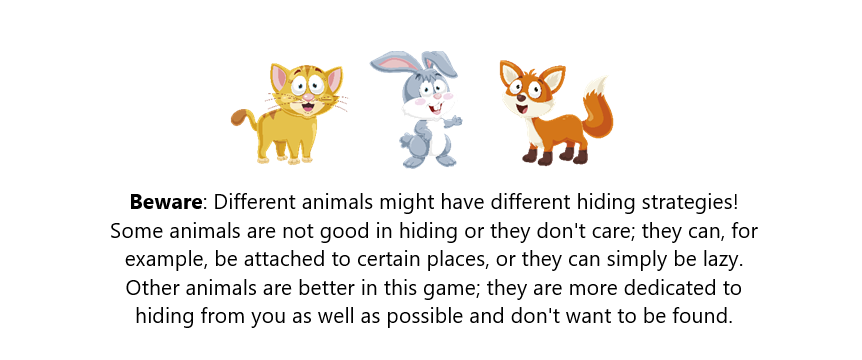 Beware: Different animals might have different hiding strategies!
Some animals are not good in hiding or they don't care; they can, for
example, be attached to certain places, or they can simply be lazy.
Other animals are better in this game; they are more dedicated to
hiding from you as well as possible and don't want to be found.